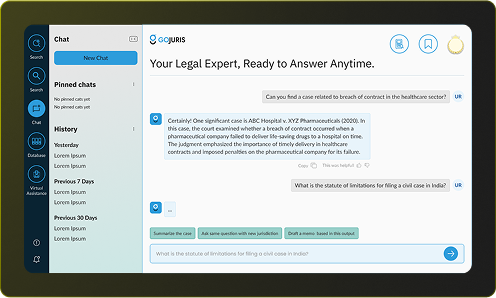 Search
Search
Chat
Database
Virtual
Assistance
Chat
New Chat
Pinned chats
No pinned cats yet
No pinned cats yet
History
Yesterday
Lorem Ipsum
Lorem Ipsum
Previous 7 Days
Lorem Ipsum
Lorem Ipsum
Previous 30 Days
Lorem Ipsum
Lorem Ipsum
GOJURIS
Your Legal Expert, Ready to Answer Anytime.
Can you find a case related to breach of contract in the healthcare sector?
UR
Certainly! One significant case is ABC Hospital v. XYZ Pharmaceuticals (2020). In
this case, the court examined whether a breach of contract occurred when a
pharmaceutical company failed to deliver life-saving drugs to a hospital on time.
The judgment emphasized the importance of timely delivery in healthcare
contracts and imposed penalties on the pharmaceutical company for its failure.
Copy
This was helpful
What is the statute of limitations for filing a civil case in India?
UR
...
Summarize the case
Ask same question with new jurisdiction
Draft a memo based in this output
What is the statute of limitations for filing a civil case in India?